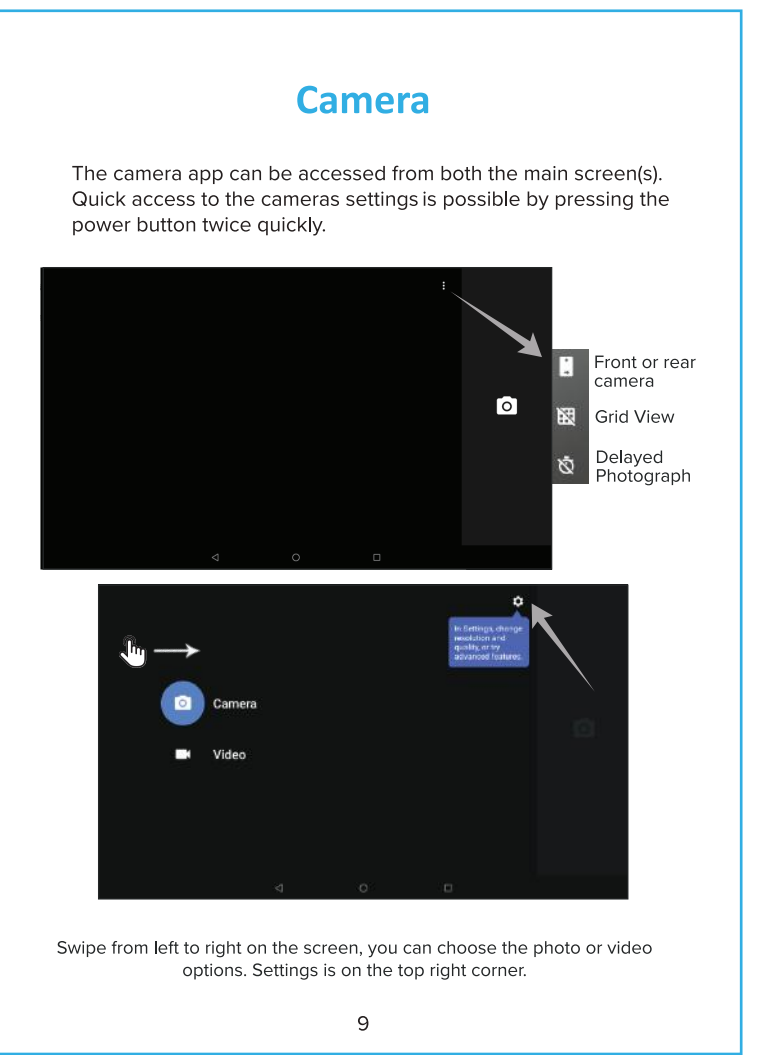 Camera
The camera app can be accessed from both the main screen(s).
Quick access to the cameras settings is possible by pressing the
power button twice quickly.
Front or rear
camera
Grid View
Delayed
Photograph
In Settings, change
resolution and
quality, or try
advanced features.
Camera
Video
Swipe from left to right on the screen, you can choose the photo or video
options. Settings is on the top right corner.
9